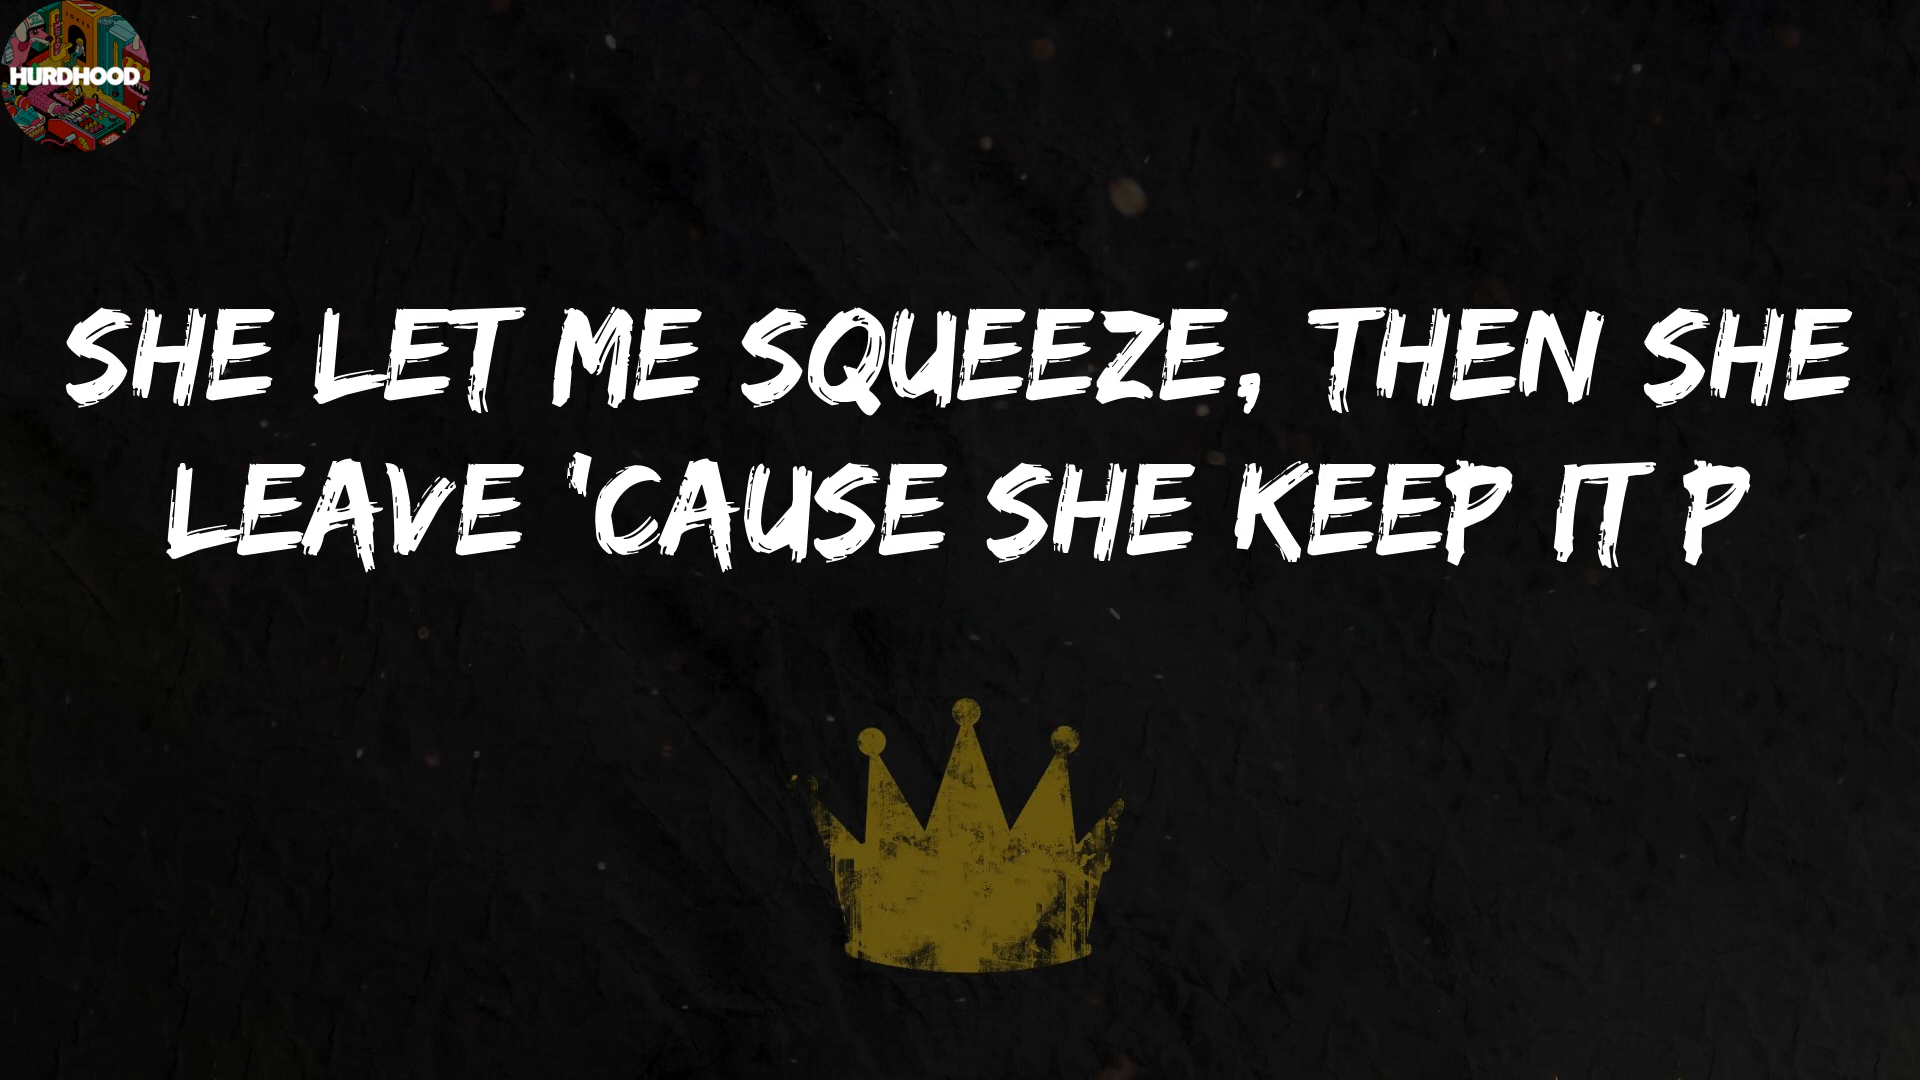 HURDHOOD
SHE LET ME SQUEEZE, THEN SHE
LEAVE 'CAUSE SHE KEEP IT P